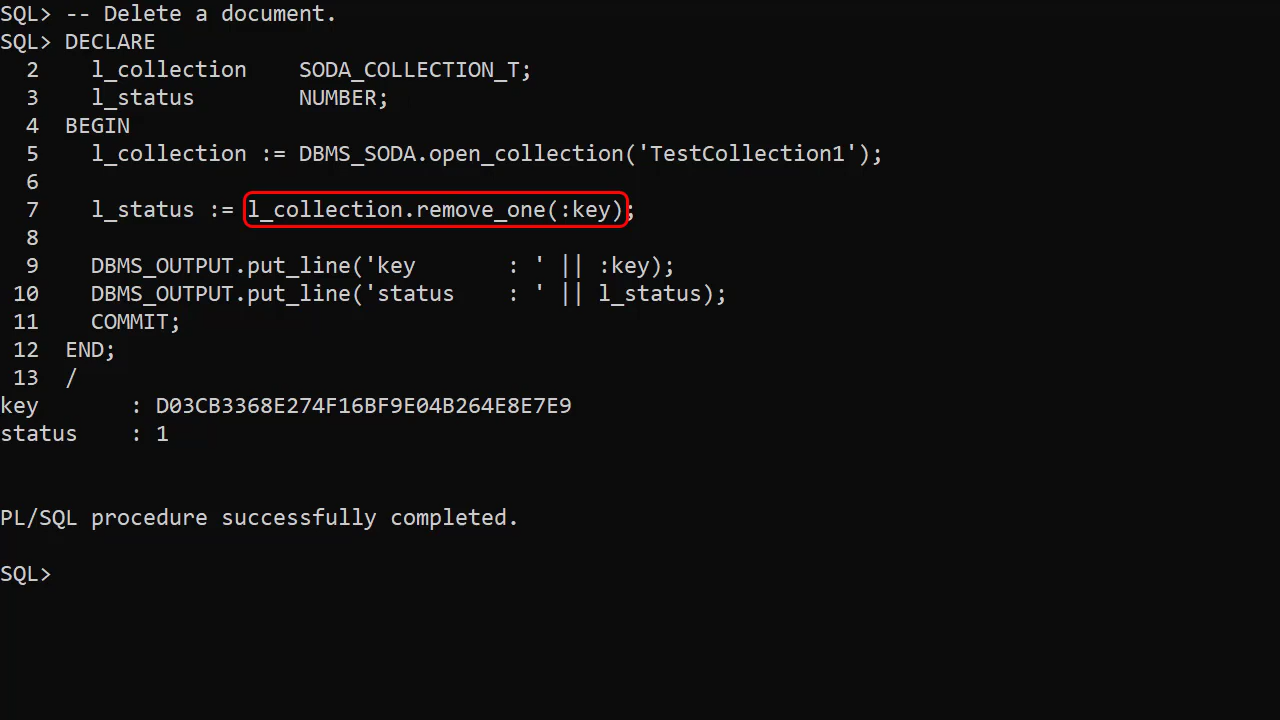 SQL> -- Delete a document.
SQL> DECLARE
  2    l_collection    SODA_COLLECTION_T;
  3    l_status        NUMBER;
  4  BEGIN
  5    l_collection := DBMS_SODA.open_collection('TestCollection1');
  6
  7    l_status := l_collection.remove_one(:key);
  8
  9    DBMS_OUTPUT.put_line('key       : ' || :key);
 10    DBMS_OUTPUT.put_line('status    : ' || l_status);
 11    COMMIT;
 12  END;
 13  /
key       : D03CB3368E274F16BF9E04B264E8E7E9
status    : 1
PL/SQL procedure successfully completed.
SQL>